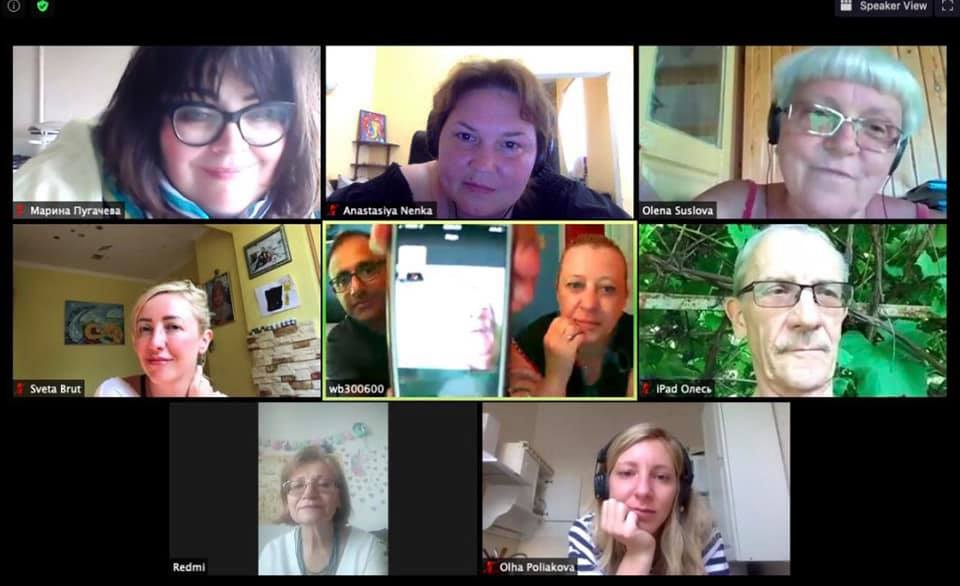 Speaker View
Марина Пугачева
Anastasiya Nenka
Olena Suslova
Sveta Brut
wb300600
iPad Олесь
Redmi
Olha Poliakova